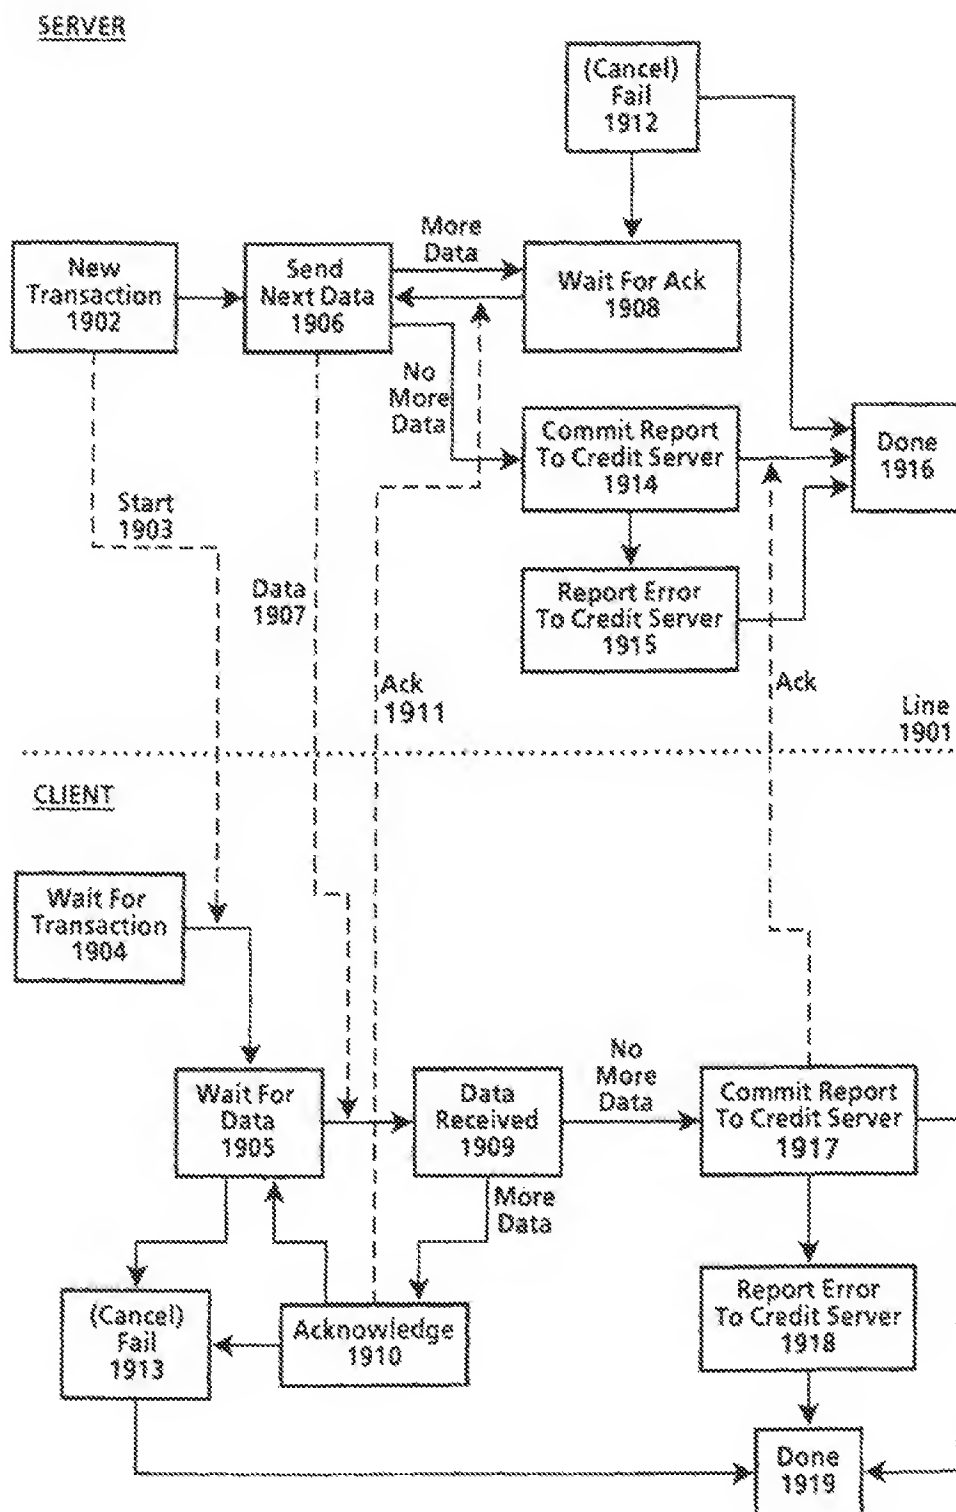 SERVER
(Cancel)
Fail
1912
More
Data
New
Transaction
1902
Send
Next Data
1906
Wait For Ack
1908
No
More
Data
Commit Report
To Credit Server
1914
Done
1916
Start
1903
Data
1907
Report Error
To Credit Server
1915
Ack
1911
Ack
Line
1901
CLIENT
Wait For
Transaction
1904
Wait For
Data
1905
Data
Received
1909
No
More
Data
Commit Report
To Credit Server
1917
More
Data
(Cancel)
Fail
1913
Acknowledge
1910
Report Error
To Credit Server
1918
Done
1919